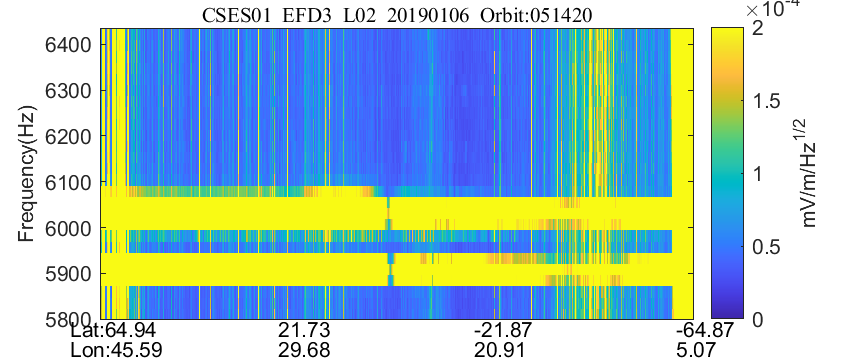 CSES01 EFD3 L02 20190106 Orbit:051420
×10-4
Frequency(Hz)
6400
6300
6200
6100
6000
5900
5800
2
1.5
1
0.5
0
mV/m/Hz1/2
Lat:64.94 21.73 -21.87 -64.87
Lon:45.59 29.68 20.91 5.07